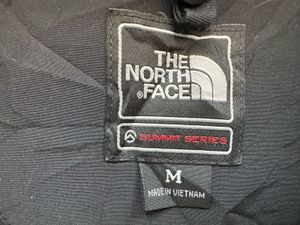 THE
NORTH
®FACE
SUMMIT SERIES
M
MADE IN VIETNAM